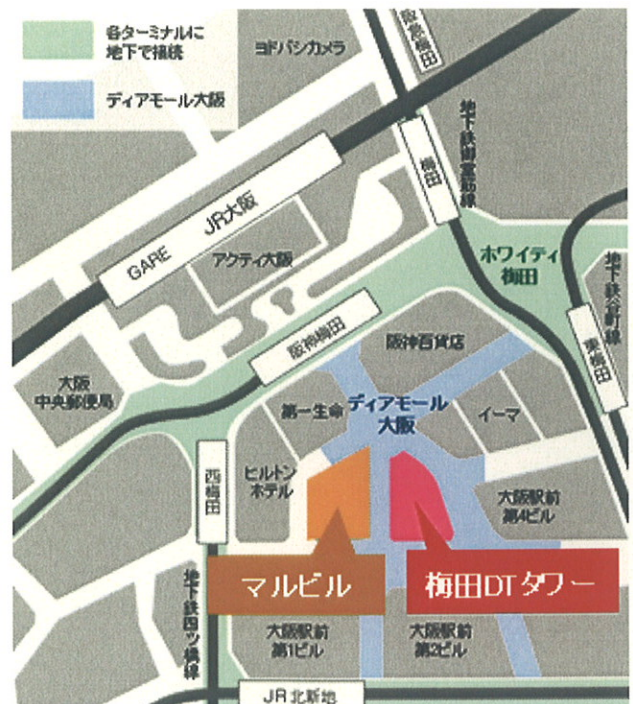 各ターミナルに
地下で接続
ディアモール大阪
ヨドバシカメラ
阪急梅田
地下鉄御堂筋線
梅田
GARE JR大阪
アクティ大阪
ホワイティ
梅田
地下鉄谷町線
東梅田
阪神梅田
阪神百貨店
大阪
中央郵便局
第一生命
ディアモール
大阪
イーマ
西梅田
ヒルトン
ホテル
大阪駅前
第4ビル
マルビル
梅田DTタワー
地下鉄四ツ橋線
大阪駅前
第1ビル
大阪駅前
第2ビル
JR北新地